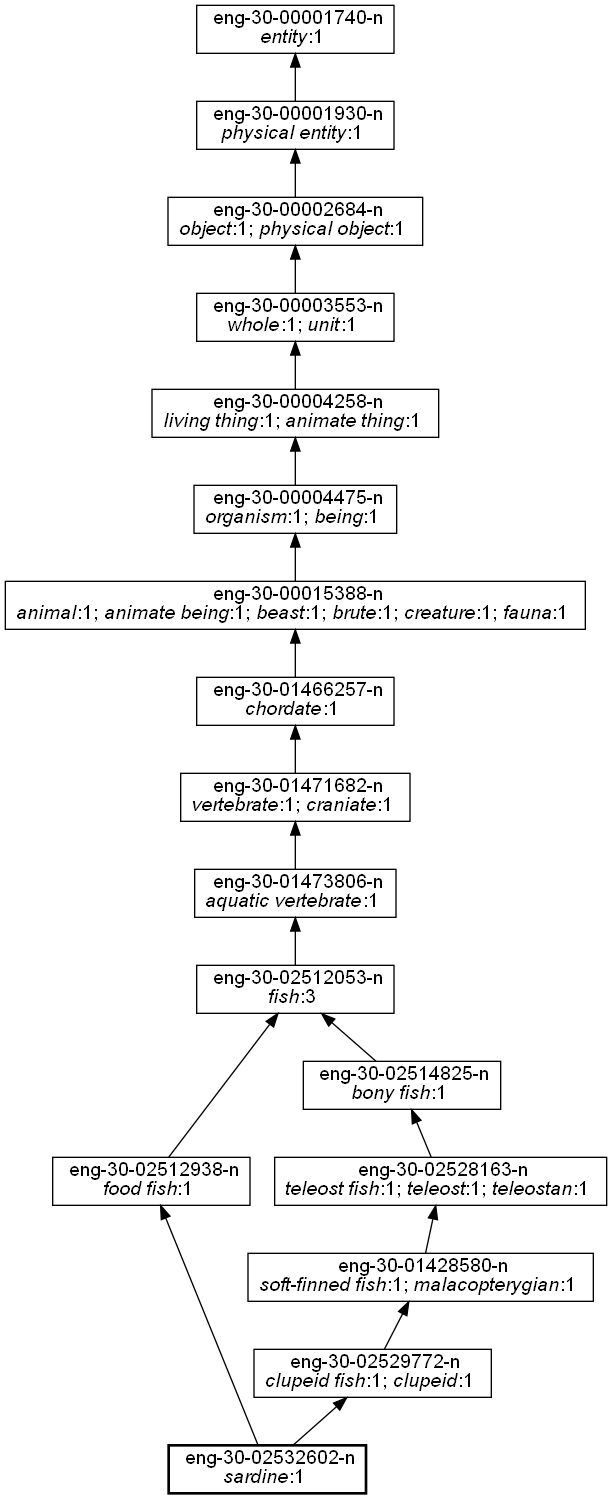 eng-30-00001740-n
entity:1
eng-30-00001930-n
physical entity:1
eng-30-00002684-n
object:1; physical object:1
eng-30-00003553-n
whole:1; unit:1
eng-30-00004258-n
living thing:1; animate thing:1
eng-30-00004475-n
organism:1; being:1
eng-30-00015388-n
animal:1; animate being:1; beast:1; brute:1; creature:1; fauna:1
eng-30-01466257-n
chordate:1
eng-30-01471682-n
vertebrate:1; craniate:1
eng-30-01473806-n
aquatic vertebrate:1
eng-30-02512053-n
fish:3
eng-30-02514825-n
bony fish:1
eng-30-02512938-n
food fish:1
eng-30-02528163-n
teleost fish:1; teleost:1; teleostan:1
eng-30-01428580-n
soft-finned fish:1; malacopterygian:1
eng-30-02529772-n
clupeid fish:1; clupeid:1
eng-30-02532602-n
sardine:1